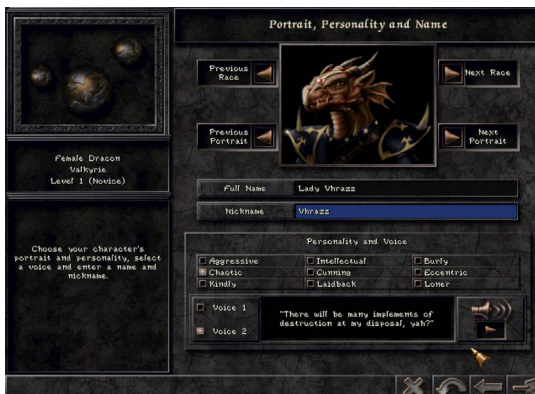 Portrait, Personality and Name
Previous
Race
Next Race
Previous
Portrait
Next
Portrait
Female Dracon
Valkyrie
Level 1 (Novice)
Full Name
Lady Vhrazz
Nickname
Vhrazz
Choose your character's
portrait and personality, select
a voice and enter a name and
nickname.
Personality and Voice
Aggressive
Intellectual
Burly
Chaotic
Cunning
Eccentric
Kindly
Laidback
Loner
Voice 1
Voice 2
"There will be many implements of
destruction at my disposal, yah?"